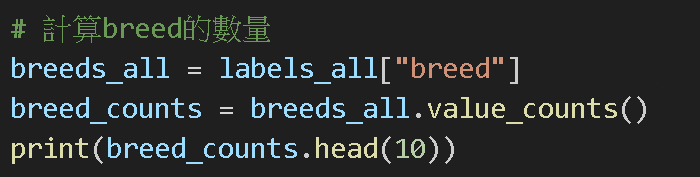 # 計算breed的數量
breeds_all = labels_all["breed"]
breed_counts = breeds_all.value_counts()
print(breed_counts.head(10))